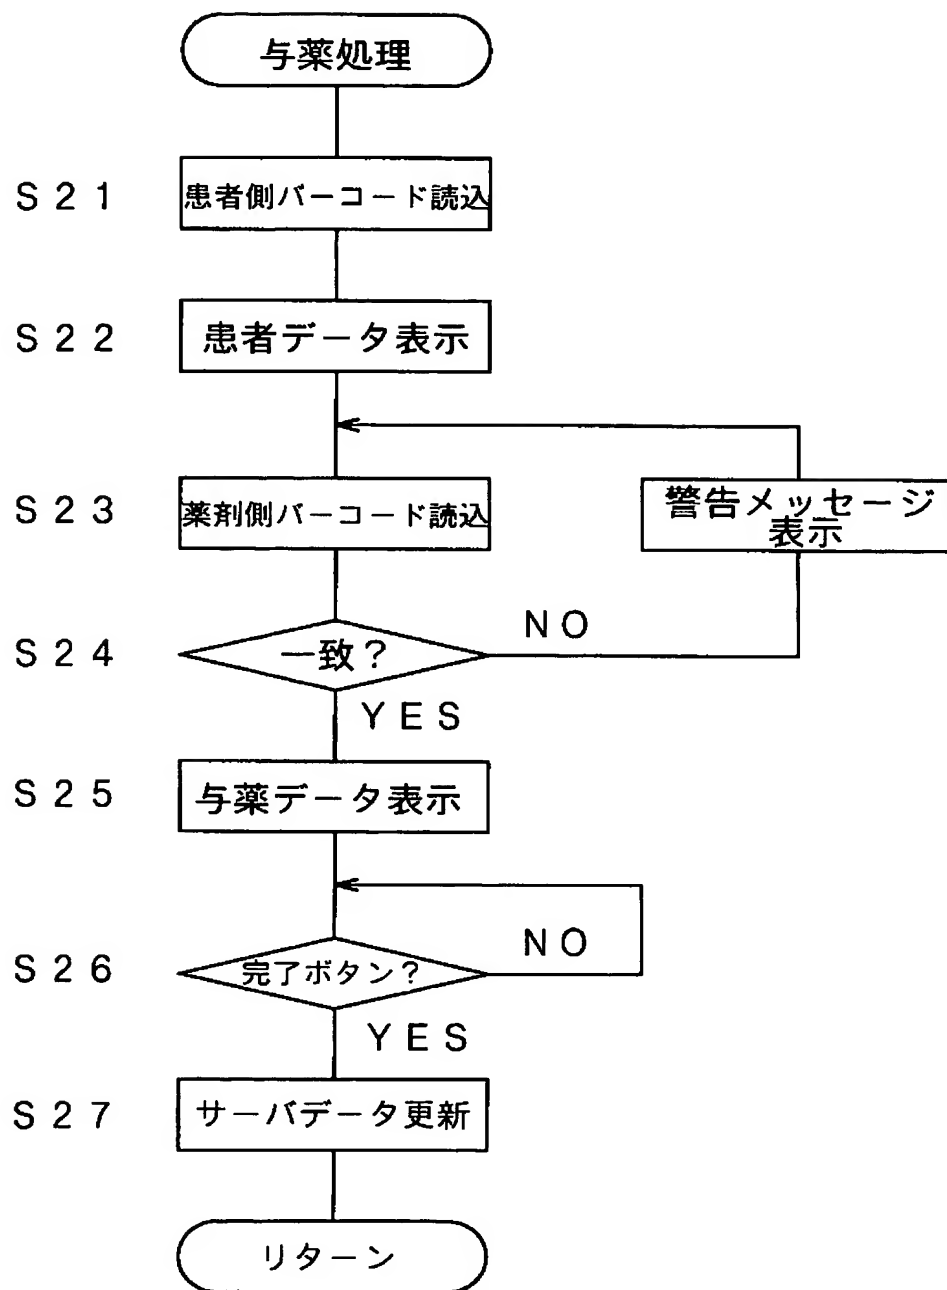 与薬処理
S21
患者側バーコード読込
S22
患者データ表示
S23
薬剤側バーコード読込
警告メッセージ
表示
S24
一致?
NO
YES
S25
与薬データ表示
S26
完了ボタン?
NO
YES
S27
サーバデータ更新
リターン